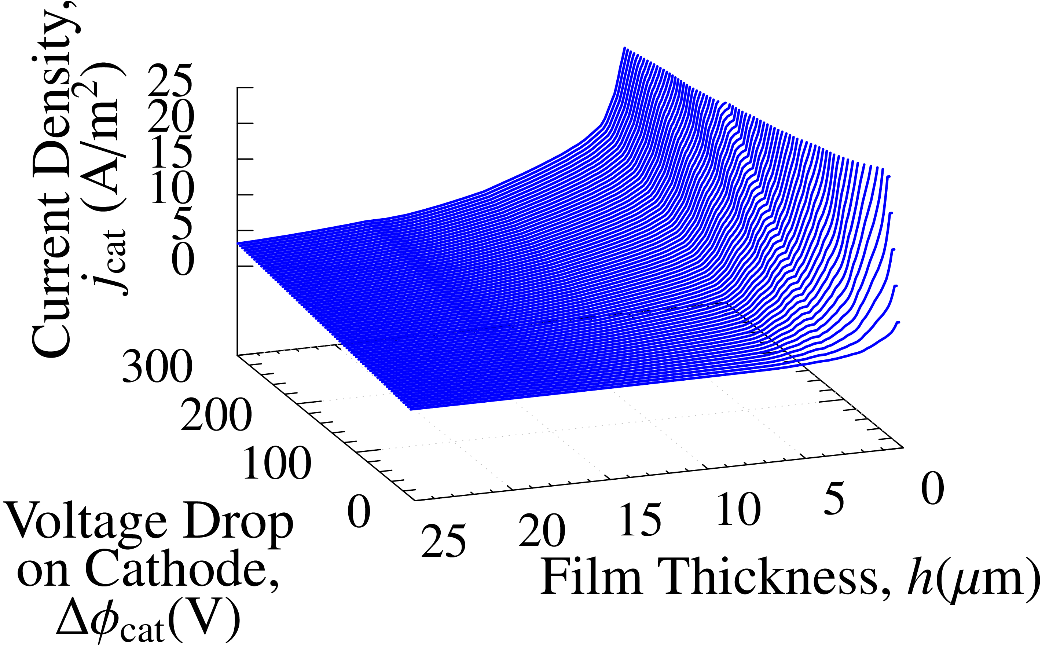 Current Density,
j_cat (A/m²)
25
20
15
10
5
0
300
200
100
0
Voltage Drop
on Cathode,
Δϕ_cat(V)
25
20
15
10
5
0
Film Thickness, h(μm)